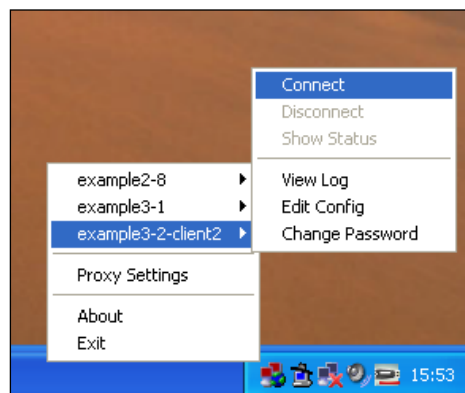 example2-8
example3-1
example3-2-client2
Proxy Settings
About
Exit
Connect
Disconnect
Show Status
View Log
Edit Config
Change Password
15:53